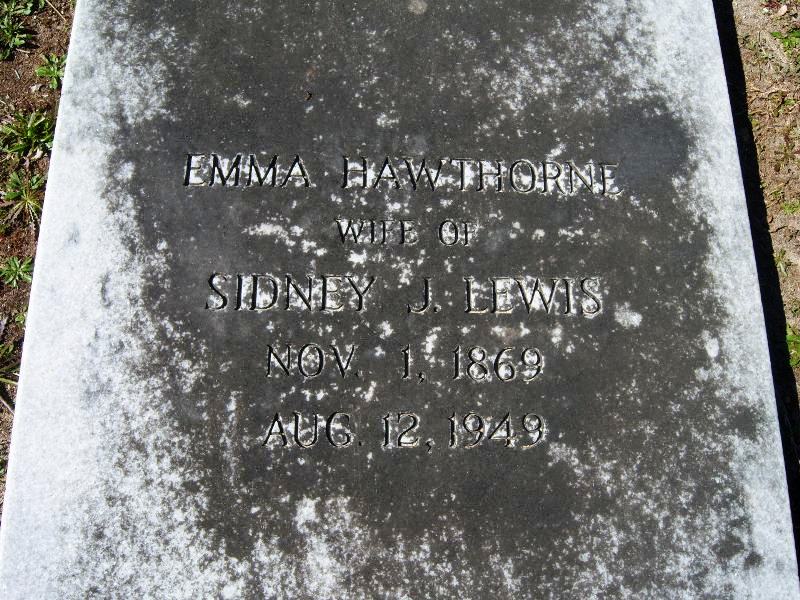 EMMA HAWTHORNE
WIFE OF
SIDNEY J. LEWIS
NOV. 1, 1869
AUG. 12, 1949